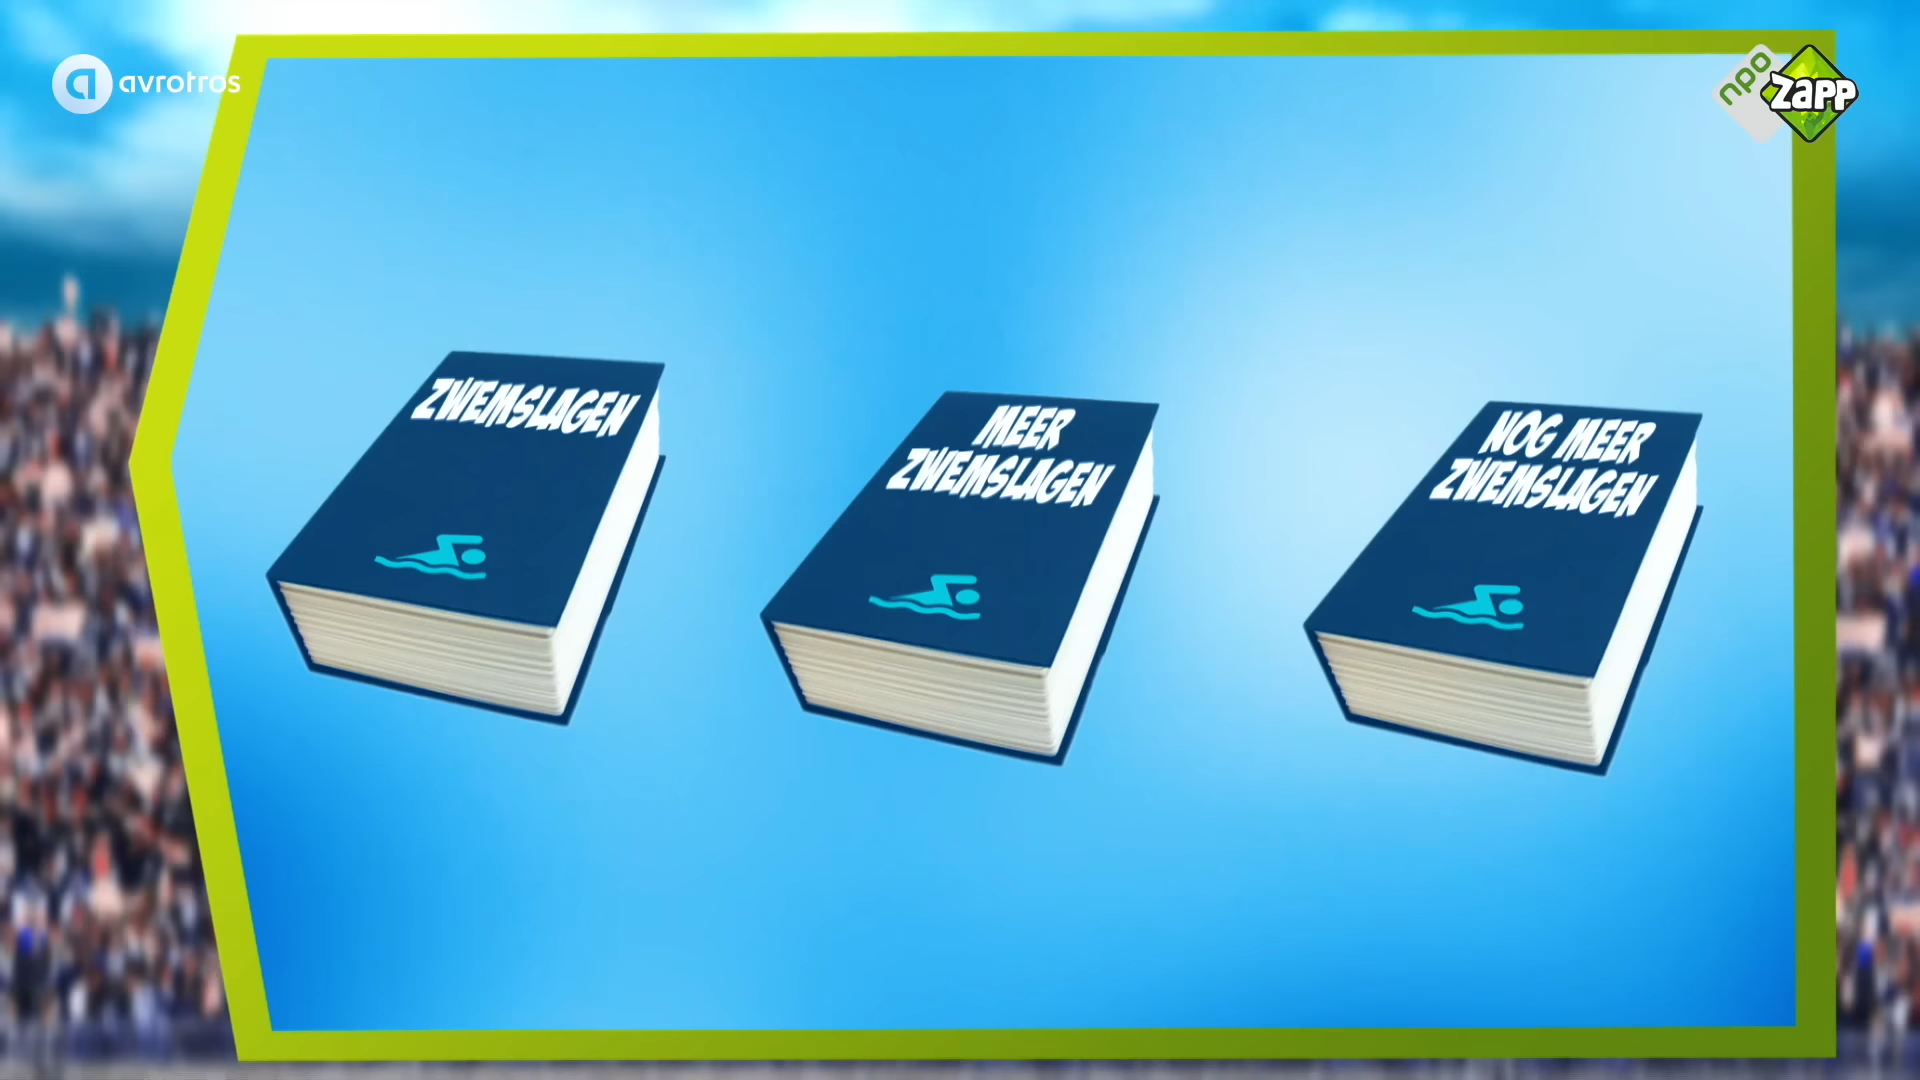 avrotros
npo
Zapp
ZWEMSLAGEN
MEER
ZWEMSLAGEN
NOG MEER
ZWEMSLAGEN